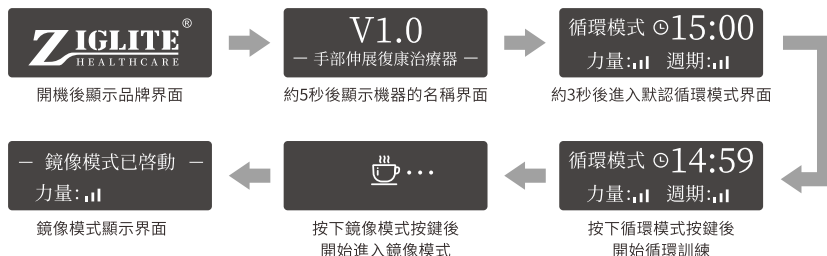 ZIGLITE®
HEALTHCARE
開機後顯示品牌界面
V1.0
— 手部伸展復康治療器 —
約5秒後顯示機器的名稱界面
循環模式 15:00
力量: 週期:
約3秒後進入默認循環模式界面
循環模式 14:59
力量: 週期:
按下循環模式按鍵後
開始循環訓練
...
按下鏡像模式按鍵後
開始進入鏡像模式
— 鏡像模式已啓動 —
力量:
鏡像模式顯示界面